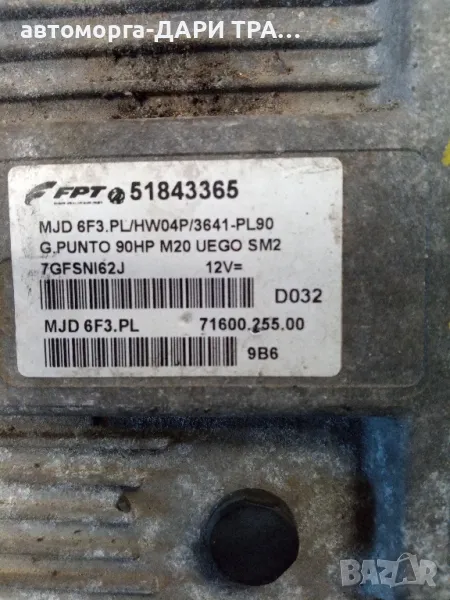 автоморга-ДАРИ ТРА...
FPT 51843365
MJD 6F3.PL/HW04P/3641-PL90
G.PUNTO 90HP M20 UEGO SM2
7GFSNI62J 12V=
D032
MJD 6F3.PL 71600.255.00
9B6
BAZAR